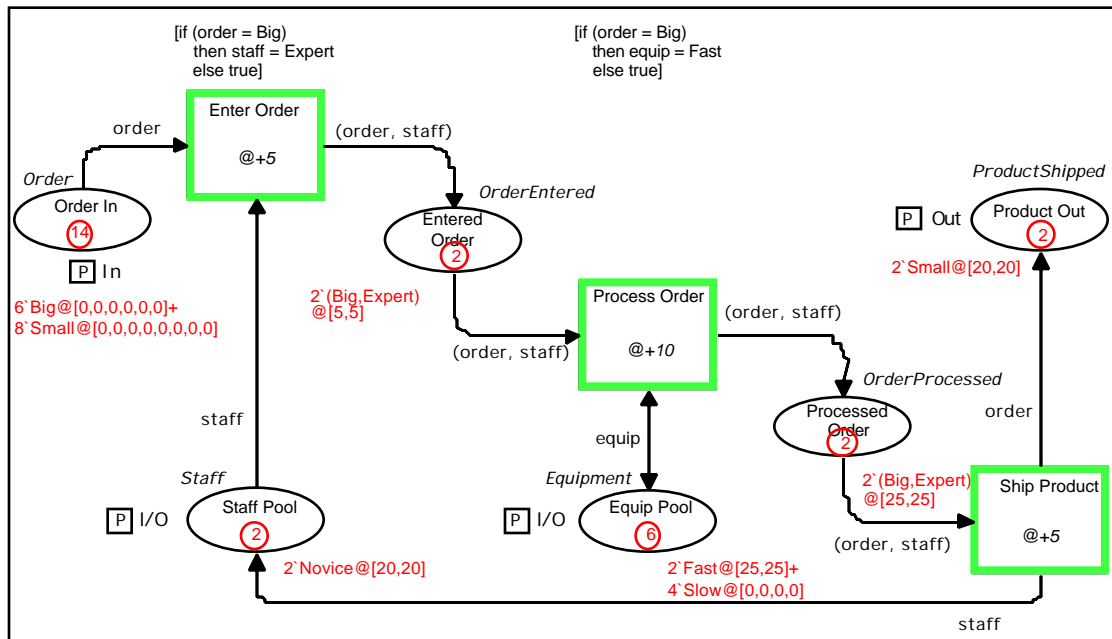 [if (order = Big)
then staff = Expert
else true]
[if (order = Big)
then equip = Fast
else true]
Enter Order
@+5
order
(order, staff)
Order
Order In
14
P In
6`Big@[0,0,0,0,0,0]+
8`Small@[0,0,0,0,0,0,0,0]
OrderEntered
Entered
Order
2
2`(Big,Expert)
@[5,5]
(order, staff)
Process Order
@+10
(order, staff)
ProductShipped
P Out
Product Out
2
2`Small@[20,20]
OrderProcessed
Processed
Order
2
order
staff
equip
Staff
P I/O
Staff Pool
2
2`Novice@[20,20]
Equipment
P I/O
Equip Pool
6
2`Fast@[25,25]+
4`Slow@[0,0,0,0]
2`(Big,Expert)
@[25,25]
(order, staff)
Ship Product
@+5
staff